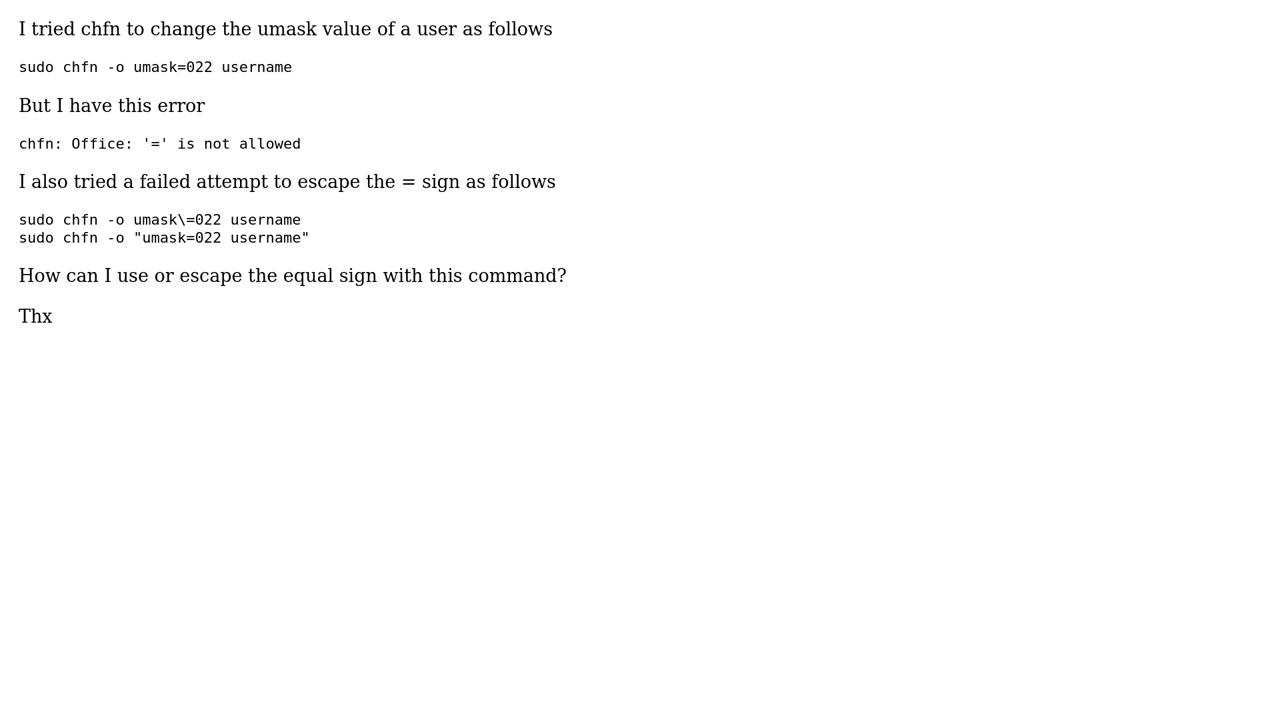 I tried chfn to change the umask value of a user as follows
sudo chfn -o umask=022 username
But I have this error
chfn: Office: '=' is not allowed
I also tried a failed attempt to escape the = sign as follows
sudo chfn -o umask\=022 username
sudo chfn -o "umask=022 username"
How can I use or escape the equal sign with this command?
Thx